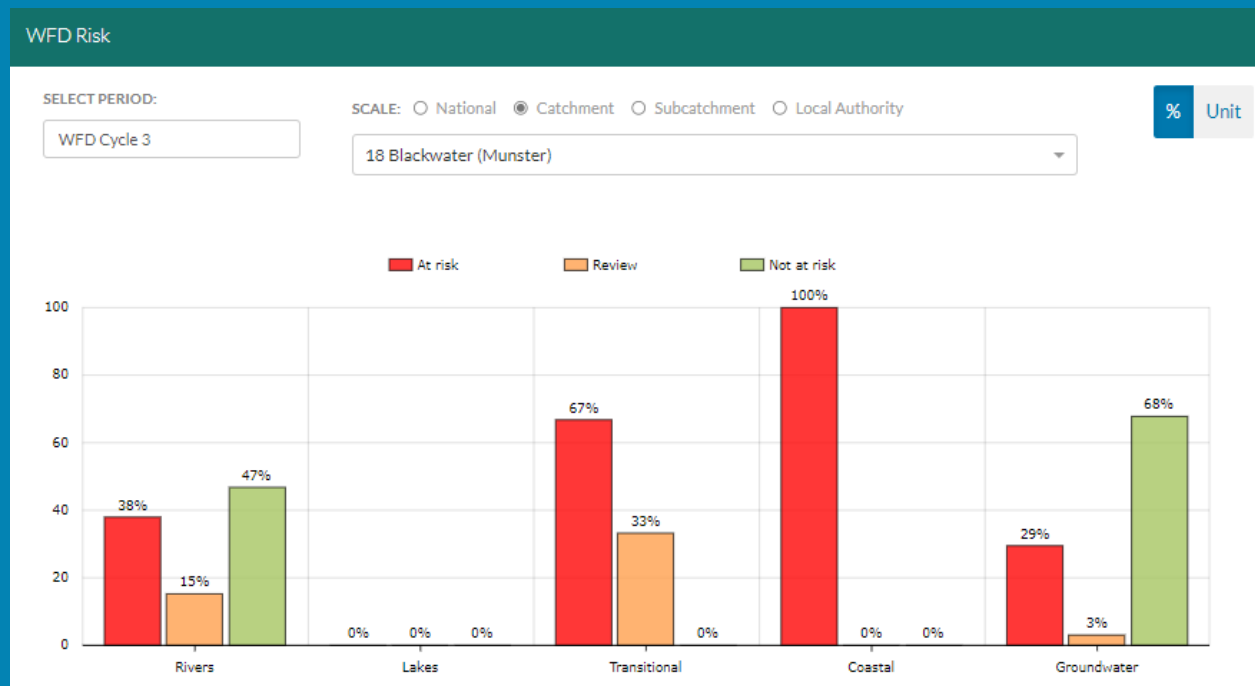 WFD Risk
SELECT PERIOD:
WFD Cycle 3
SCALE: National Catchment Subcatchment Local Authority
18 Blackwater (Munster)
% Unit
At risk Review Not at risk
100
80
60
40
20
0
38%
15%
47%
0% 0% 0%
67%
33%
0%
100%
0% 0%
29%
3%
68%
Rivers Lakes Transitional Coastal Groundwater